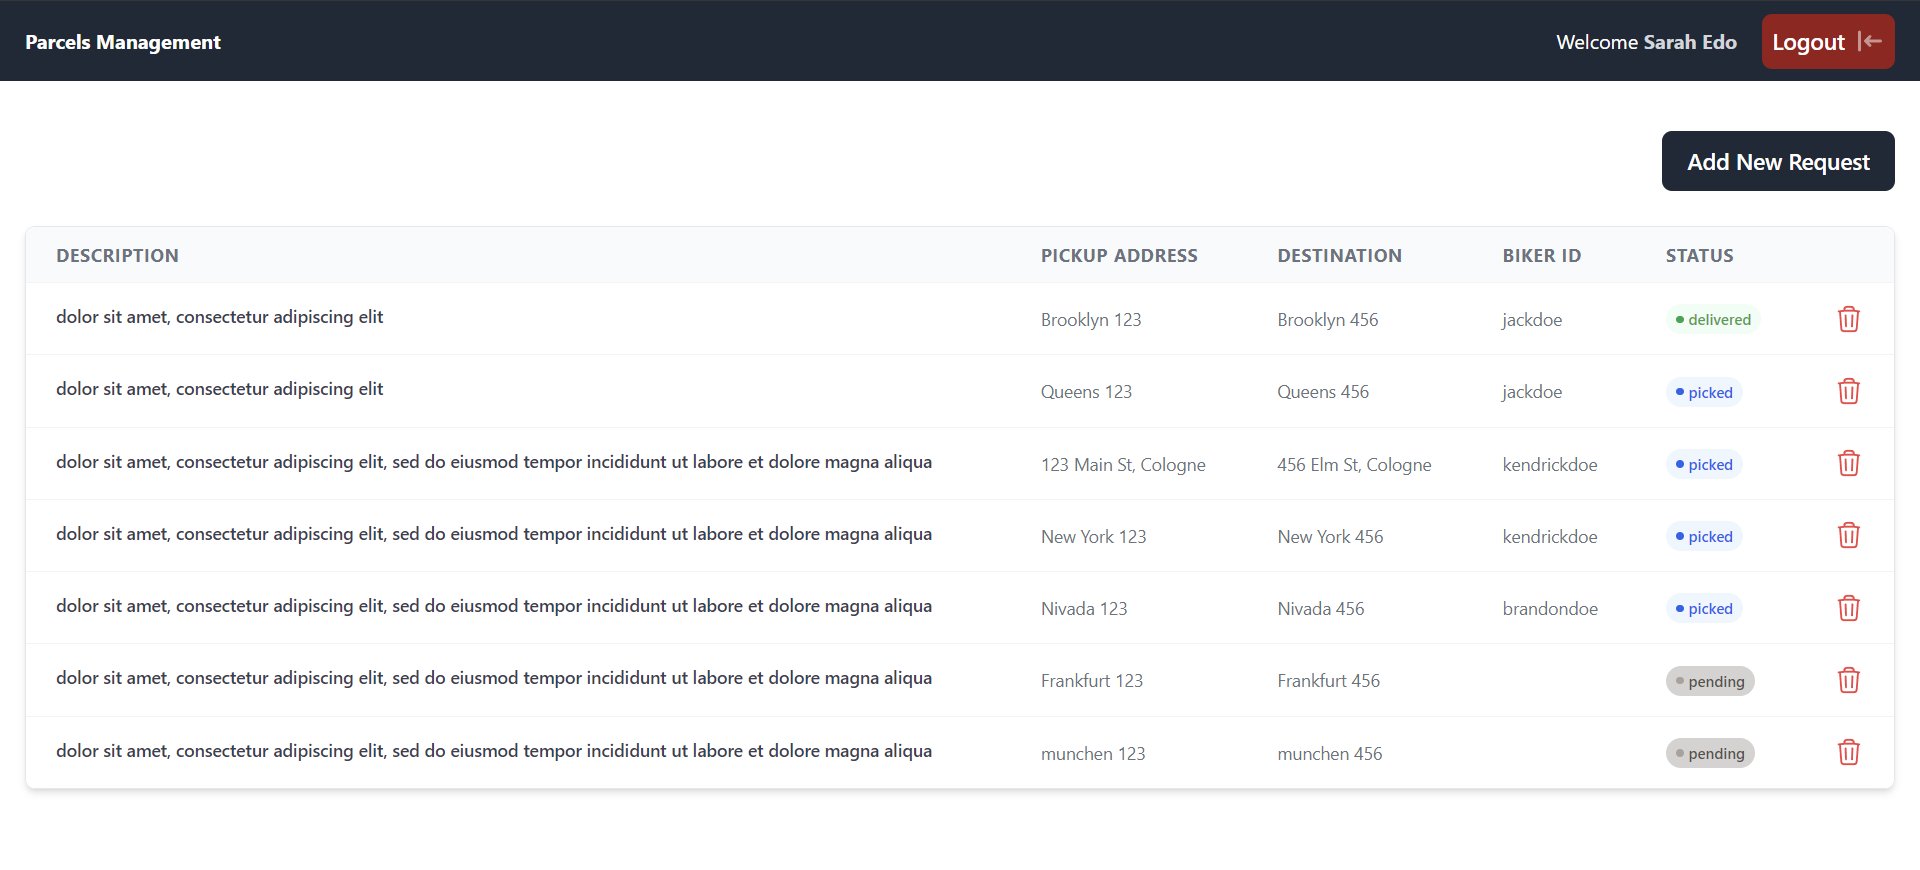 Parcels Management Welcome Sarah Edo Logout
Add New Request
DESCRIPTION PICKUP ADDRESS DESTINATION BIKER ID STATUS
dolor sit amet, consectetur adipiscing elit Brooklyn 123 Brooklyn 456 jackdoe delivered
dolor sit amet, consectetur adipiscing elit Queens 123 Queens 456 jackdoe picked
dolor sit amet, consectetur adipiscing elit, sed do eiusmod tempor incididunt ut labore et dolore magna aliqua 123 Main St, Cologne 456 Elm St, Cologne kendrickdoe picked
dolor sit amet, consectetur adipiscing elit, sed do eiusmod tempor incididunt ut labore et dolore magna aliqua New York 123 New York 456 kendrickdoe picked
dolor sit amet, consectetur adipiscing elit, sed do eiusmod tempor incididunt ut labore et dolore magna aliqua Nivada 123 Nivada 456 brandondoe picked
dolor sit amet, consectetur adipiscing elit, sed do eiusmod tempor incididunt ut labore et dolore magna aliqua Frankfurt 123 Frankfurt 456 pending
dolor sit amet, consectetur adipiscing elit, sed do eiusmod tempor incididunt ut labore et dolore magna aliqua munchen 123 munchen 456 pending